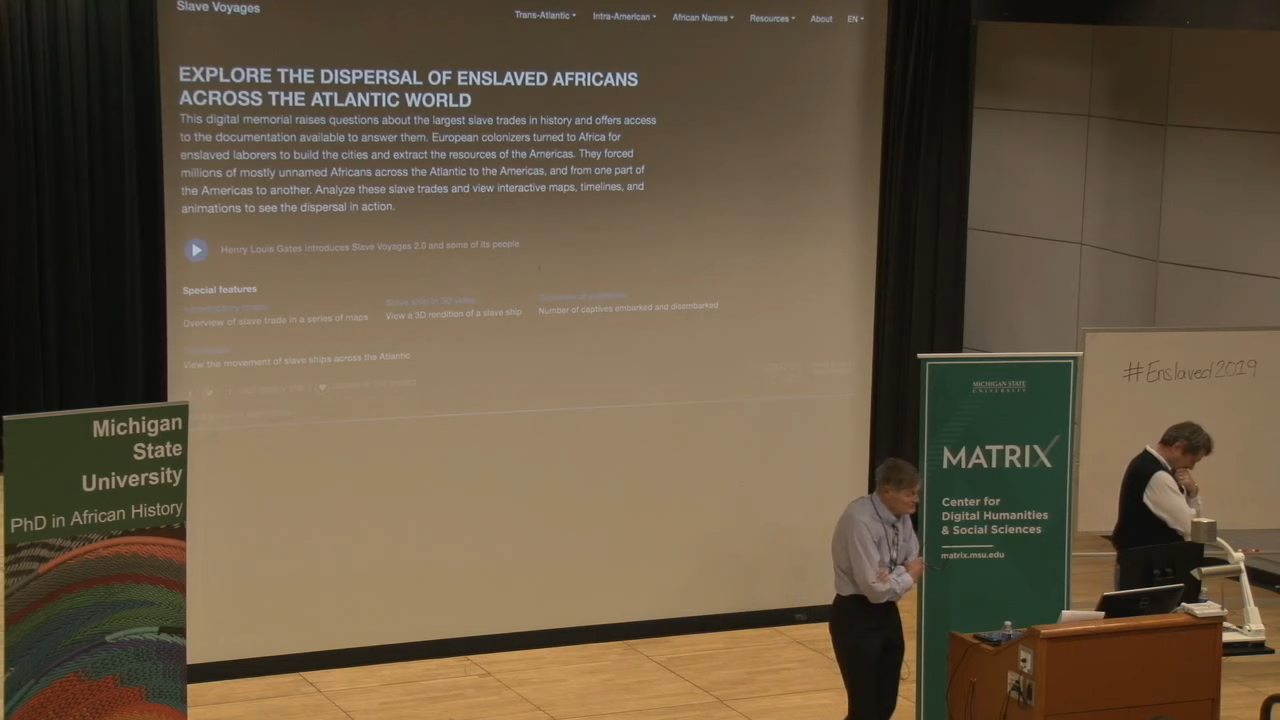 Slave Voyages
Trans-Atlantic
Intra-American
African Names
Resources
About
EN
EXPLORE THE DISPERSAL OF ENSLAVED AFRICANS
ACROSS THE ATLANTIC WORLD
This digital memorial raises questions about the largest slave trades in history and offers access
to the documentation available to answer them. European colonizers turned to Africa for
enslaved laborers to build the cities and extract the resources of the Americas. They forced
millions of mostly unnamed Africans across the Atlantic to the Americas, and from one part of
the Americas to another. Analyze these slave trades and view interactive maps, timelines, and
animations to see the dispersal in action.
Henry Louis Gates introduces Slave Voyages 2.0 and some of its people
Special features
Overview of slave trade in a series of maps
View a 3D rendition of a slave ship
Number of captives embarked and disembarked
View the movement of slave ships across the Atlantic
Michigan
State
University
PhD in African History
MICHIGAN STATE
UNIVERSITY
MATRIX
Center for
Digital Humanities
& Social Sciences
matrix.msu.edu
#Enslaved2019